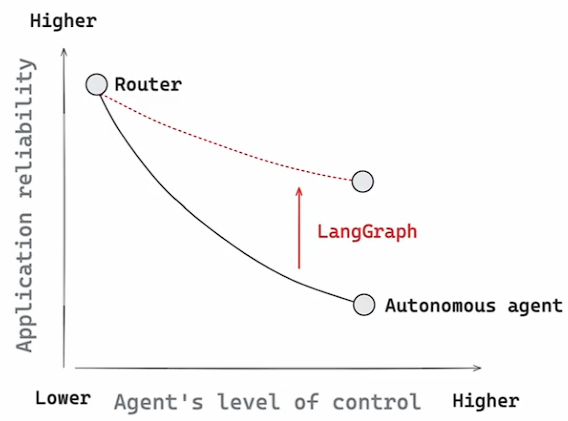 Higher
Router
Application reliability
LangGraph
Autonomous agent
Lower
Agent's level of control
Higher